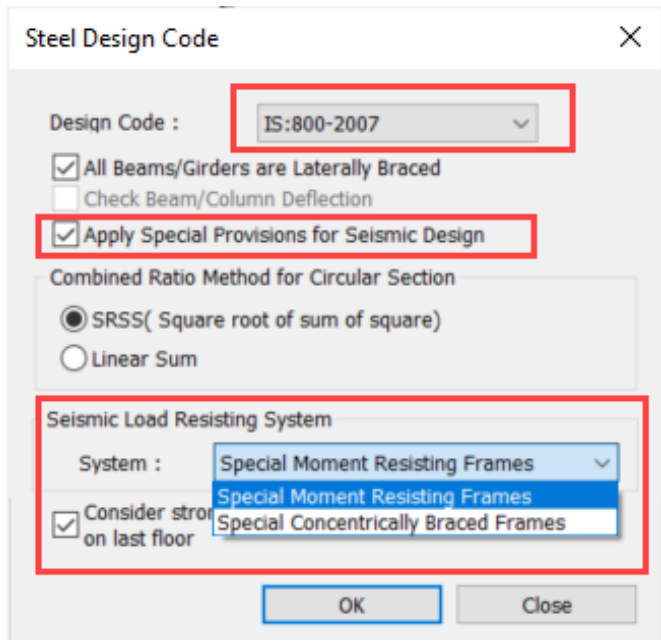 Steel Design Code
Design Code :
IS:800-2007
All Beams/Girders are Laterally Braced
Check Beam/Column Deflection
Apply Special Provisions for Seismic Design
Combined Ratio Method for Circular Section
SRSS( Square root of sum of square)
Linear Sum
Seismic Load Resisting System
System :
Special Moment Resisting Frames
Special Moment Resisting Frames
Special Concentrically Braced Frames
Consider
on last floor
OK
Close